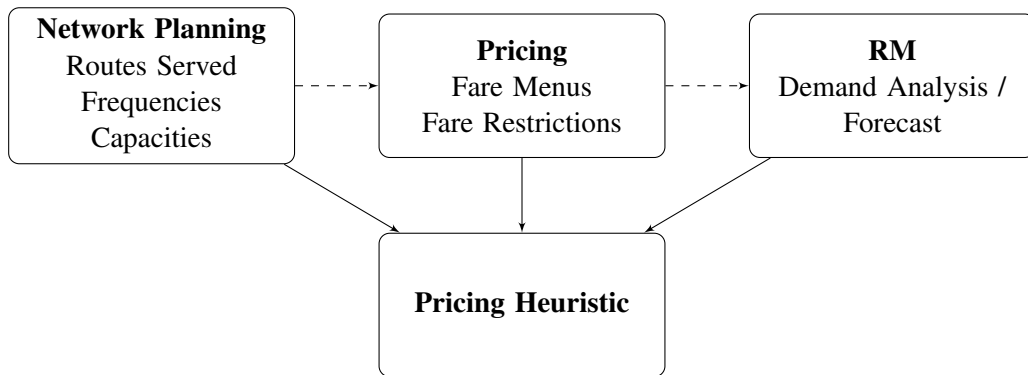 Network Planning
Routes Served
Frequencies
Capacities
Pricing
Fare Menus
Fare Restrictions
RM
Demand Analysis /
Forecast
Pricing Heuristic